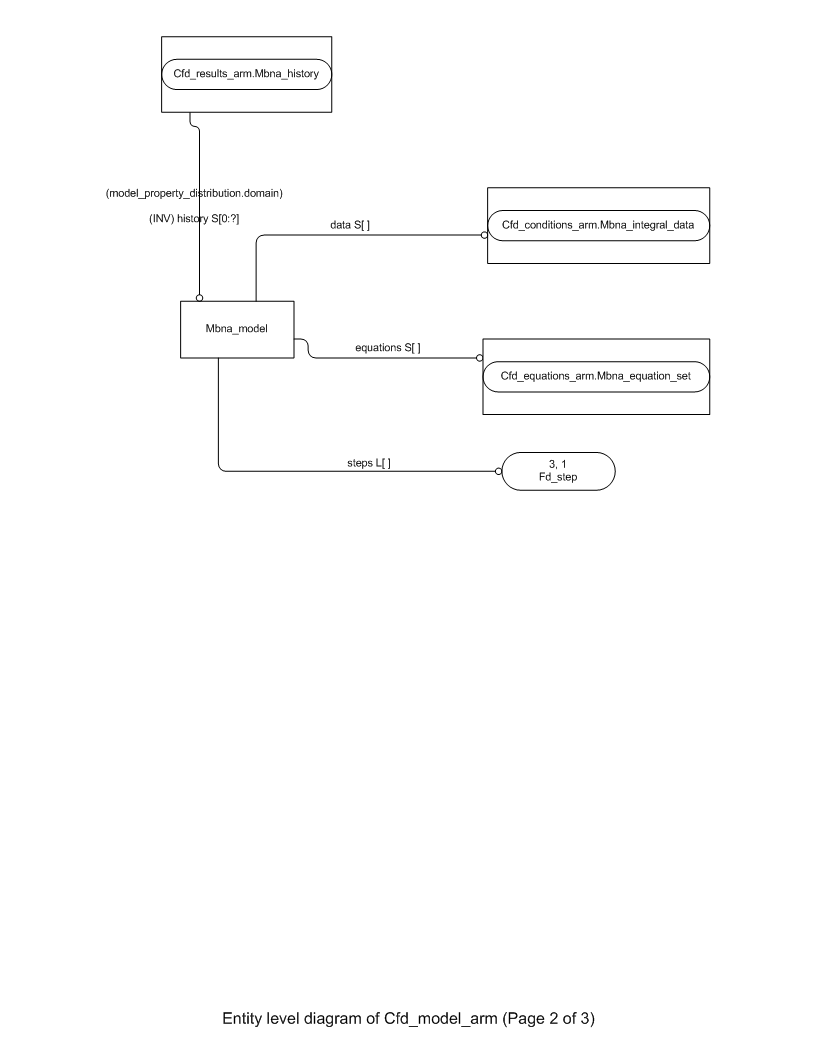 Cfd_results_arm.Mbna_history
(model_property_distribution.domain)
(INV) history S[0:?]
data S[ ]
Cfd_conditions_arm.Mbna_integral_data
Mbna_model
equations S[ ]
Cfd_equations_arm.Mbna_equation_set
steps L[ ]
3, 1
Fd_step
Entity level diagram of Cfd_model_arm (Page 2 of 3)